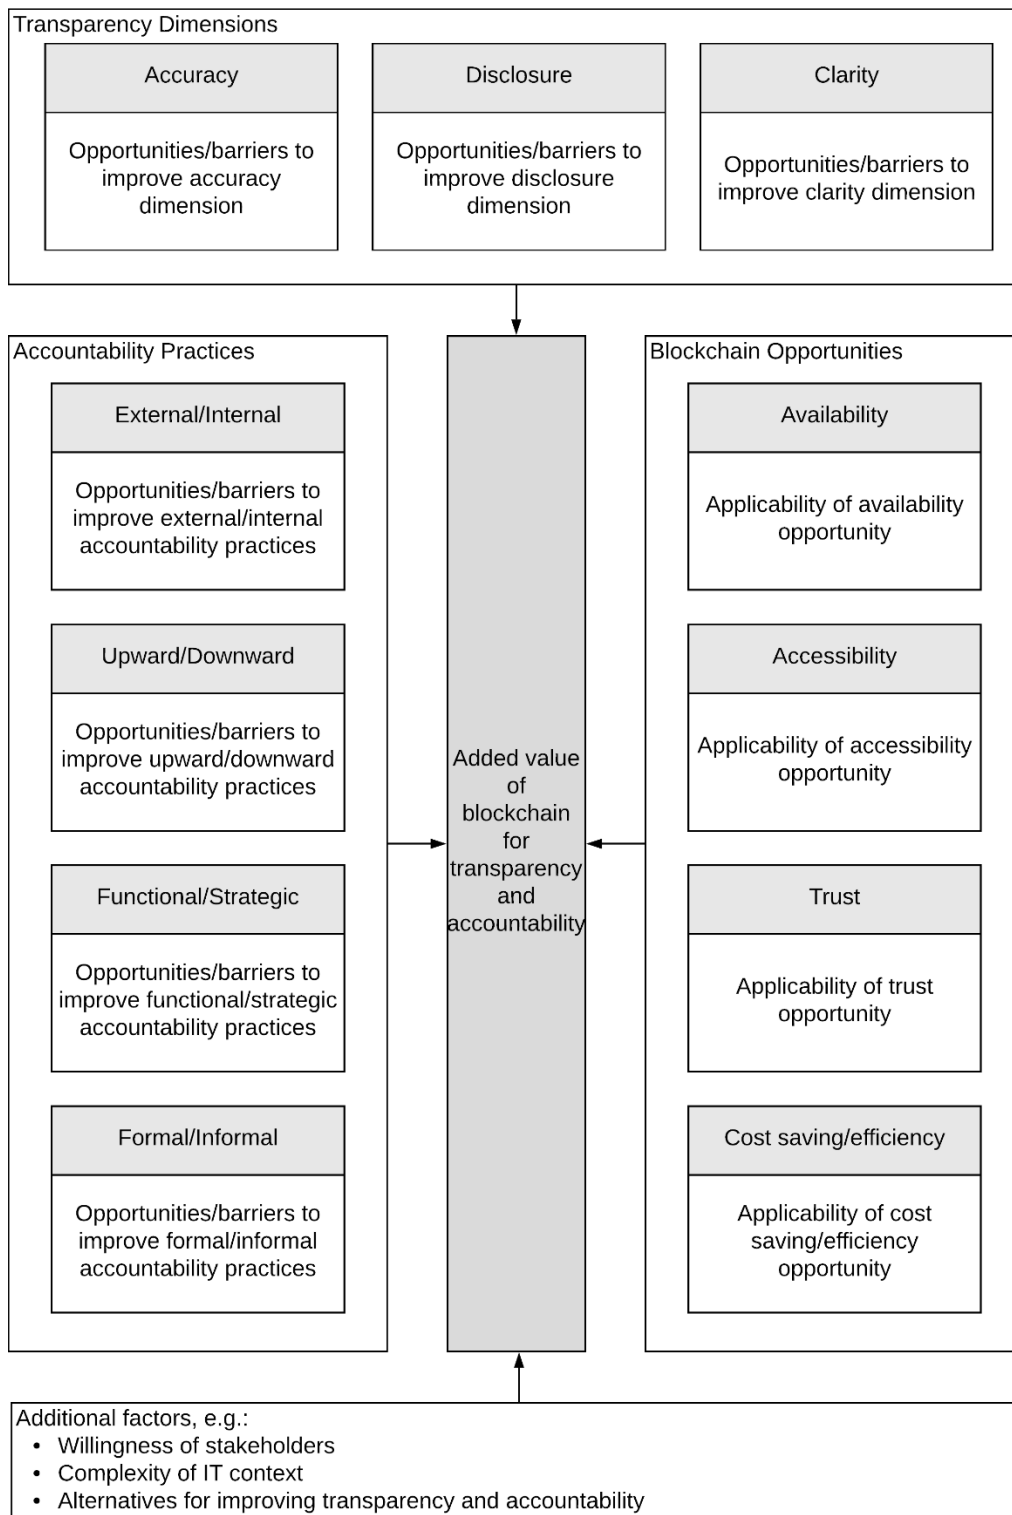 Transparency Dimensions
Accuracy
Opportunities/barriers to
improve accuracy
dimension
Disclosure
Opportunities/barriers to
improve disclosure
dimension
Clarity
Opportunities/barriers to
improve clarity dimension
Accountability Practices
External/Internal
Opportunities/barriers to
improve external/internal
accountability practices
Upward/Downward
Opportunities/barriers to
improve upward/downward
accountability practices
Functional/Strategic
Opportunities/barriers to
improve functional/strategic
accountability practices
Formal/Informal
Opportunities/barriers to
improve formal/informal
accountability practices
Added value
of
blockchain
for
transparency
and
accountability
Blockchain Opportunities
Availability
Applicability of availability
opportunity
Accessibility
Applicability of accessibility
opportunity
Trust
Applicability of trust
opportunity
Cost saving/efficiency
Applicability of cost
saving/efficiency
opportunity
Additional factors, e.g.:
• Willingness of stakeholders
• Complexity of IT context
• Alternatives for improving transparency and accountability